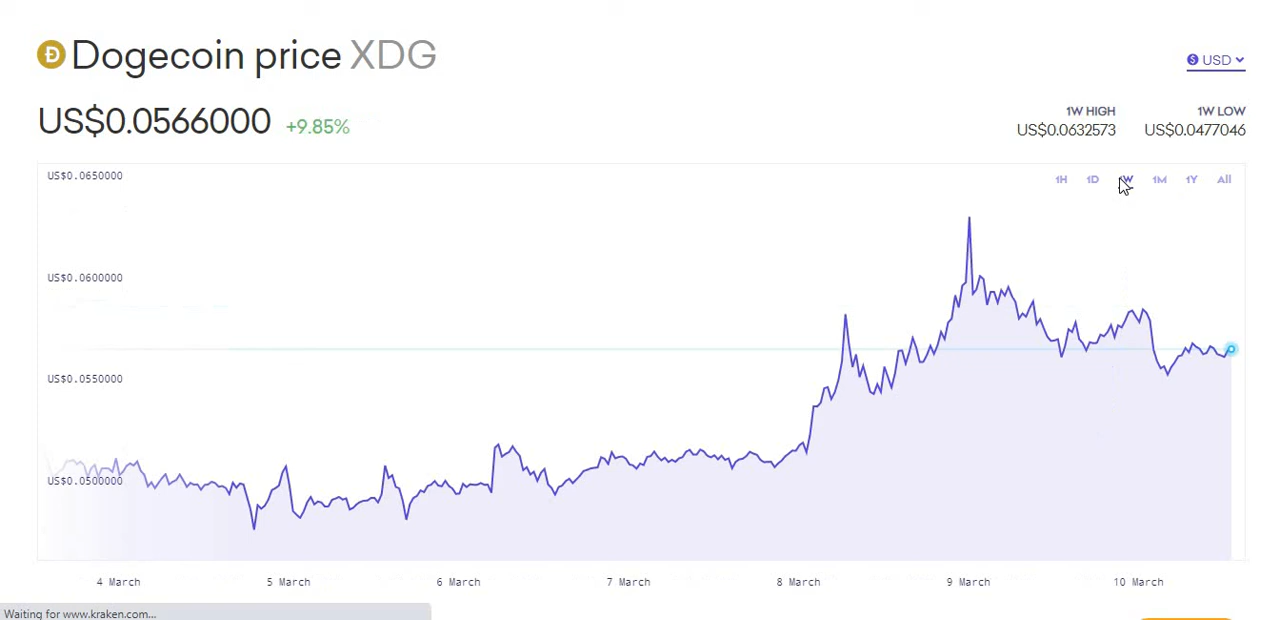 Dogecoin price XDG
USD
US$0.0566000 +9.85%
1W HIGH
US$0.0632573
1W LOW
US$0.0477046
1H 1D 1W 1M 1Y All
US$0.0650000
US$0.0600000
US$0.0550000
US$0.0500000
4 March 5 March 6 March 7 March 8 March 9 March 10 March
Waiting for www.kraken.com...